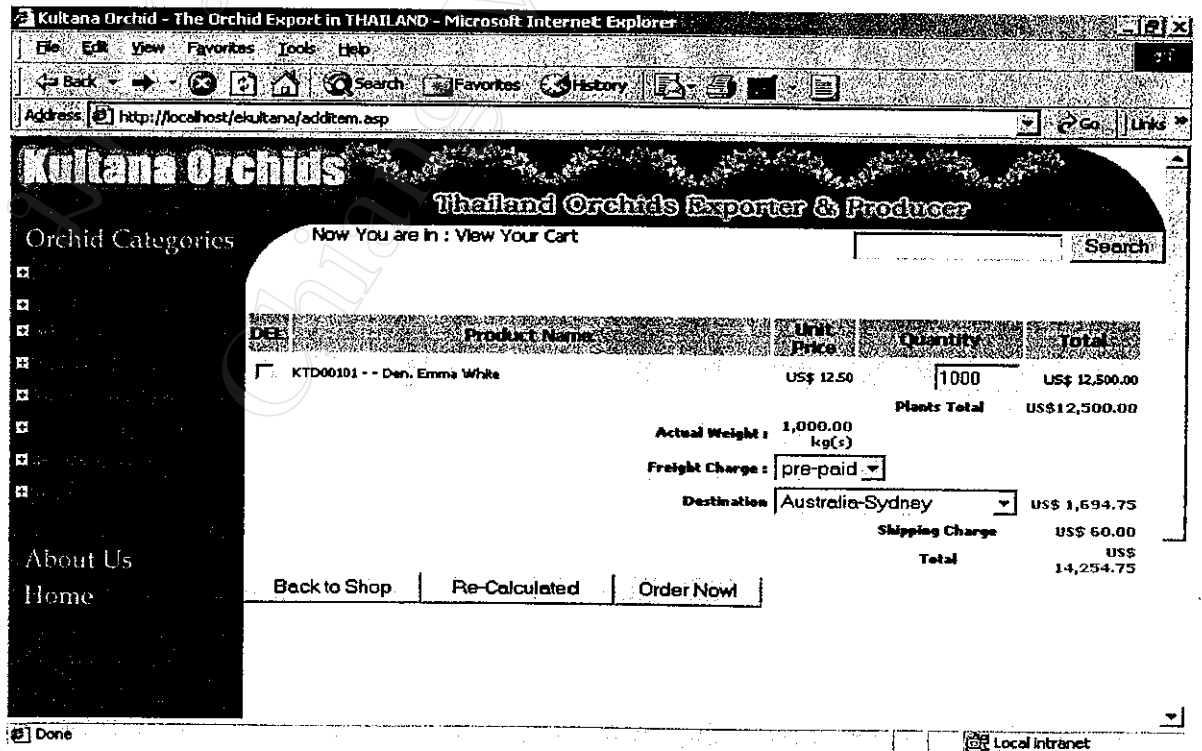 Kultana Orchid - The Orchid Export in THAILAND - Microsoft Internet Explorer
File Edit View Favorites Tools Help
Back Search Favorites History
Address http://localhost/ekultana/additem.asp Go Links »
Kultana Orchids
Thailand Orchids Exporter & Producer
Orchid Categories
Now You are in : View Your Cart
Search
DEL Product Name Unit Price Quantity Total
KTD00101 - - Den. Emma White US$ 12.50 1000 US$ 12,500.00
Plants Total US$12,500.00
Actual Weight : 1,000.00 kg(s)
Freight Charge : pre-paid
Destination Australia-Sydney US$ 1,694.75
Shipping Charge US$ 60.00
Total US$ 14,254.75
About Us
Home
Back to Shop Re-Calculated Order Now!
Done Local intranet
Chiang